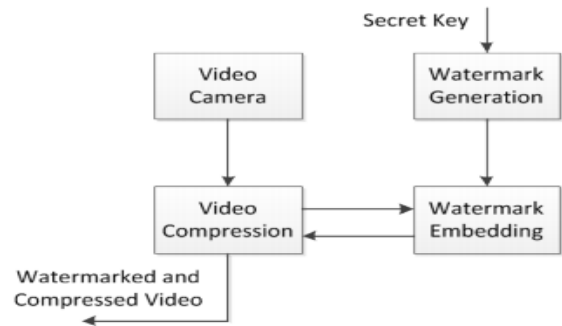 Secret Key
Video
Camera
Watermark
Generation
Video
Compression
Watermark
Embedding
Watermarked and
Compressed Video